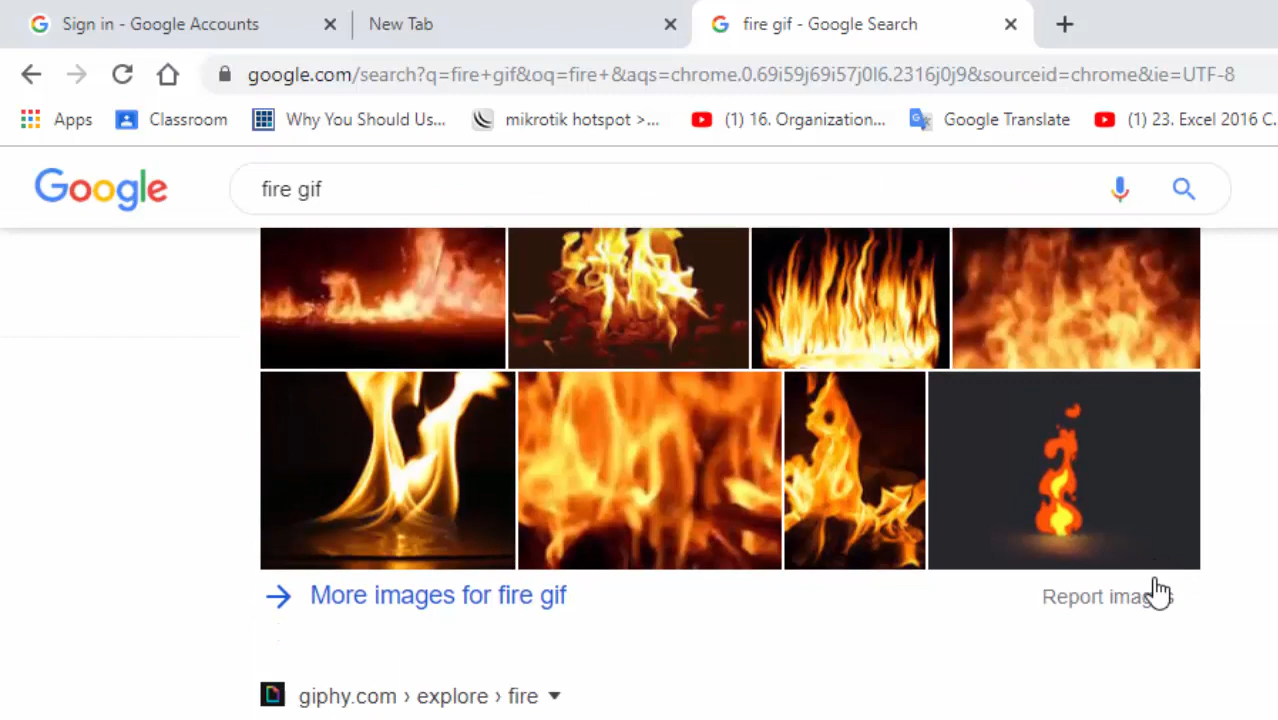 Sign in - Google Accounts
New Tab
fire gif - Google Search
google.com/search?q=fire+gif&oq=fire+&aqs=chrome.0.69i59j69i57j0l6.2316j0j9&sourceid=chrome&ie=UTF-8
Apps
Classroom
Why You Should Us...
mikrotik hotspot >...
(1) 16. Organization...
Google Translate
(1) 23. Excel 2016 C.
Google
fire gif
More images for fire gif
Report images
giphy.com › explore › fire